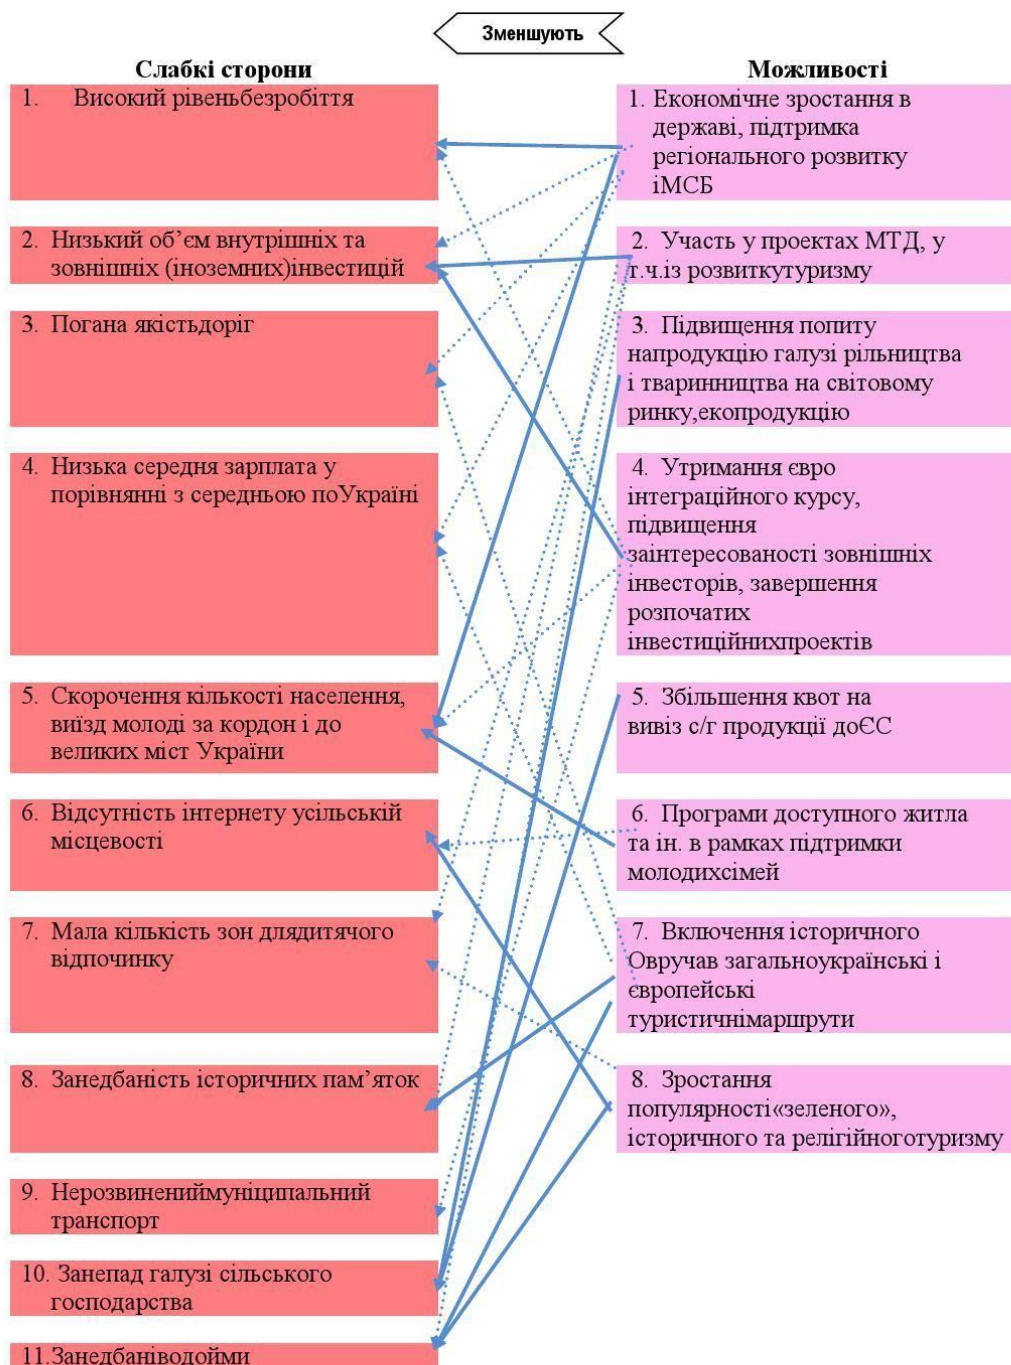 Зменшують
Слабкі сторони
1. Високий рівеньбезробіття
2. Низький об’єм внутрішніх та
зовнішніх (іноземних)інвестицій
3. Погана якістьдоріг
4. Низька середня зарплата у
порівнянні з середньою поУкраїні
5. Скорочення кількості населення,
виїзд молоді за кордон і до
великих міст України
6. Відсутність інтернету усільській
місцевості
7. Мала кількість зон длядитячого
відпочинку
8. Занедбаність історичних пам’яток
9. Нерозвинениймуніципальний
транспорт
10. Занепад галузі сільського
господарства
11.Занедбаніводойми
Можливості
1. Економічне зростання в
державі, підтримка
регіонального розвитку
іМСБ
2. Участь у проектах МТД, у
т.ч.із розвиткутуризму
3. Підвищення попиту
напродукцію галузі рільництва
і тваринництва на світовому
ринку,екопродукцію
4. Утримання євро
інтеграційного курсу,
підвищення
заінтересованості зовнішніх
інвесторів, завершення
розпочатих
інвестиційнихпроектів
5. Збільшення квот на
вивіз с/г продукції доЄС
6. Програми доступного житла
та ін. в рамках підтримки
молодихсімей
7. Включення історичного
Овручав загальноукраїнські і
європейські
туристичнімаршрути
8. Зростання
популярності«зеленого»,
історичного та релігійноготуризму